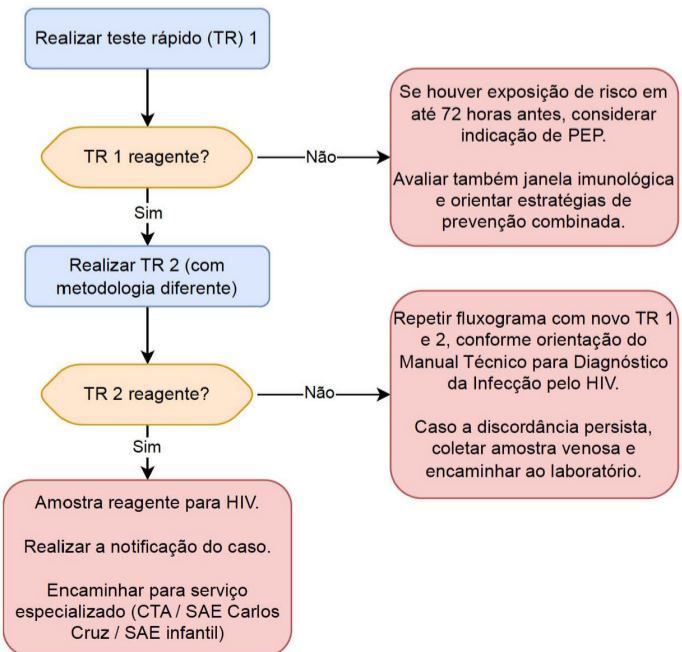 Realizar teste rápido (TR) 1
TR 1 reagente?
Não
Se houver exposição de risco em
até 72 horas antes, considerar
indicação de PEP.
Avaliar também janela imunológica
e orientar estratégias de
prevenção combinada.
Sim
Realizar TR 2 (com
metodologia diferente)
TR 2 reagente?
Não
Repetir fluxograma com novo TR 1
e 2, conforme orientação do
Manual Técnico para Diagnóstico
da Infecção pelo HIV.
Caso a discordância persista,
coletar amostra venosa e
encaminhar ao laboratório.
Sim
Amostra reagente para HIV.
Realizar a notificação do caso.
Encaminhar para serviço
especializado (CTA / SAE Carlos
Cruz / SAE infantil)